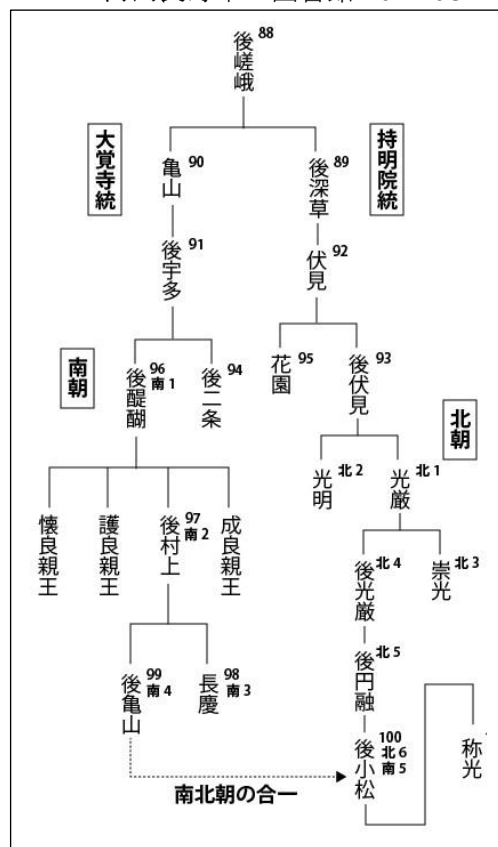 後嵯峨 88
大覚寺統
持明院統
亀山 90
後深草 89
後宇多 91
伏見 92
南朝
後醍醐 96 南1
後二条 94
花園 95
後伏見 93
北朝
光明 北2
光厳 北1
懐良親王
護良親王
後村上 97 南2
成良親王
後光厳 北4
崇光 北3
後亀山 99 南4
長慶 98 南3
後円融 北5
後小松 100 北6 南5
称光
南北朝の合一